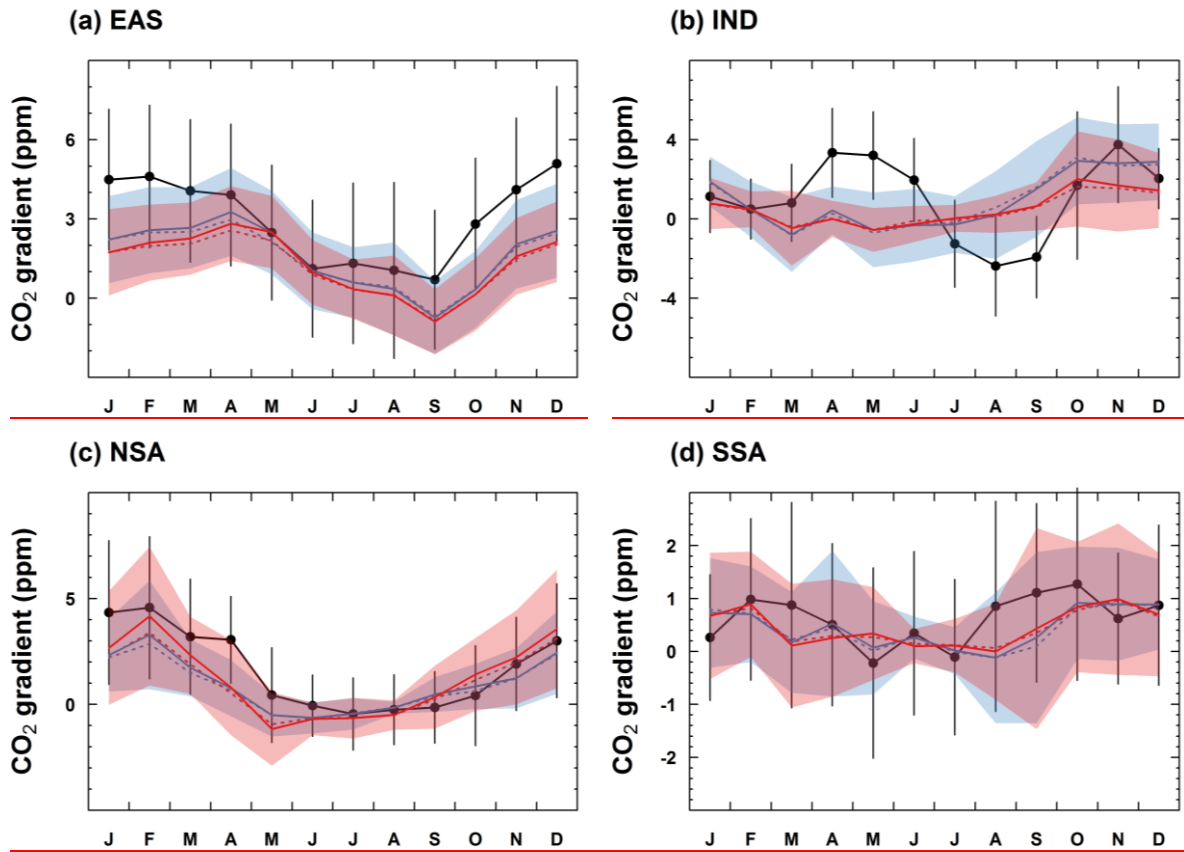 (a) EAS
CO2 gradient (ppm)
6
3
0
J F M A M J J A S O N D
(b) IND
CO2 gradient (ppm)
4
0
-4
J F M A M J J A S O N D
(c) NSA
CO2 gradient (ppm)
5
0
J F M A M J J A S O N D
(d) SSA
CO2 gradient (ppm)
2
1
0
-1
-2
J F M A M J J A S O N D